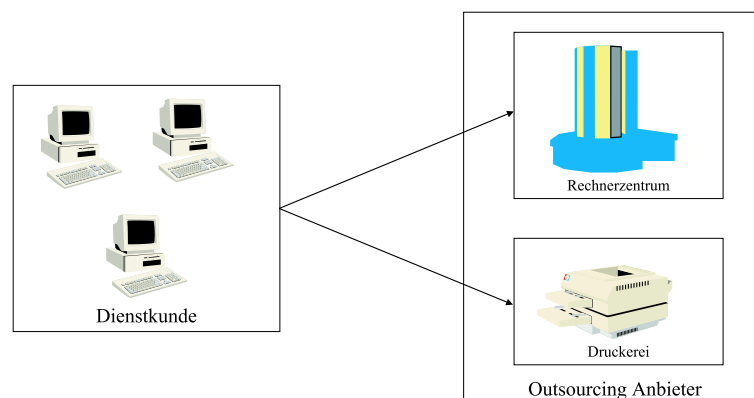 Rechnerzentrum
Dienstkunde
Druckerei
Outsourcing Anbieter